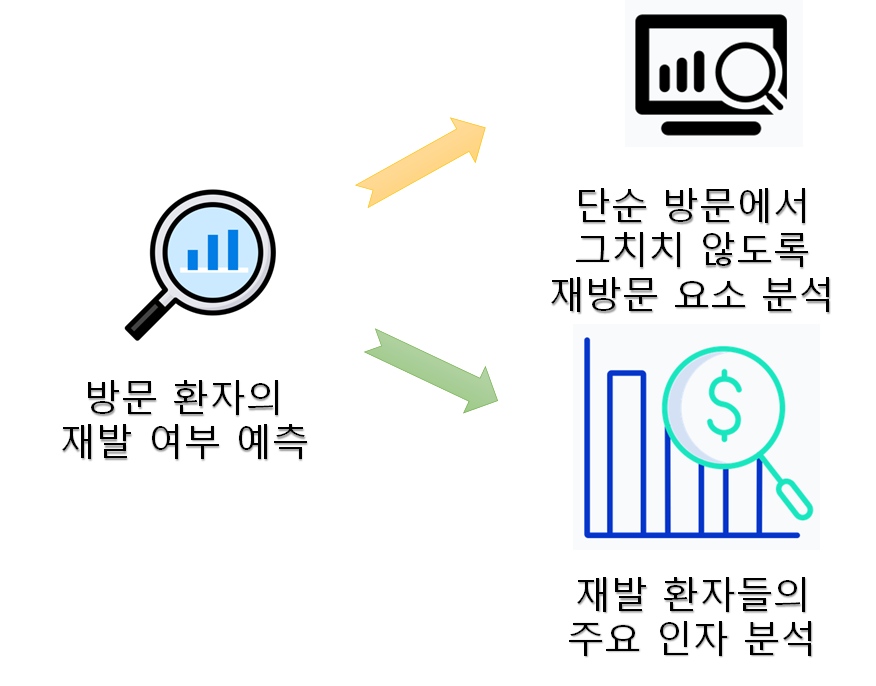 방문 환자의
재발 여부 예측
단순 방문에서
그치치 않도록
재방문 요소 분석
재발 환자들의
주요 인자 분석